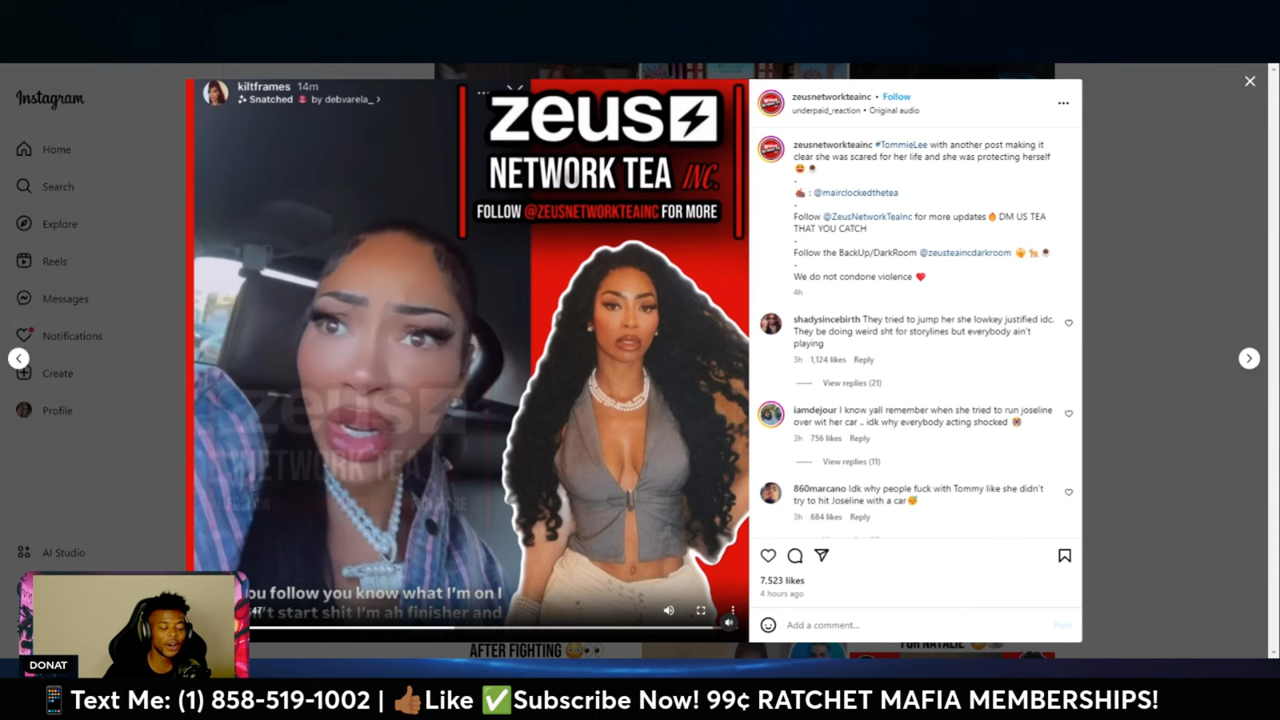 Instagram
Home
Search
Explore
Reels
Messages
Notifications
Create
Profile
AI Studio
kiltframes 14m
Snatched by debvarela_ >
zeus
NETWORK TEA INC.
FOLLOW @ZEUSNETWORKTEAINC FOR MORE
zeus
NETWORK TEA
ou follow you know what I'm on I
't start shit I'm ah finisher and
47
zeusnetworkteainc • Follow
underpaid_reaction • Original audio
zeusnetworkteainc #TommieLee with another post making it
clear she was scared for her life and she was protecting herself
🤩 ☕
-
✍🏾 : @mairclockedthetea
-
Follow @ZeusNetworkTeaInc for more updates🔥 DM US TEA
THAT YOU CATCH
-
Follow the BackUp/DarkRoom @zeusteaincdarkroom
-
We do not condone violence ❤️
4h
shadysincebirth They tried to jump her she lowkey justified idc.
They be doing weird sht for storylines but everybody ain't
playing
3h 1,124 likes Reply
View replies (21)
iamdejour I know yall remember when she tried to run joseline
over wit her car .. idk why everybody acting shocked
3h 756 likes Reply
View replies (11)
860marcano Idk why people fuck with Tommy like she didn't
try to hit Joseline with a car😅
3h 684 likes Reply
7,523 likes
4 hours ago
Add a comment...
Post
AFTER FIGHTING 😳👀
FOR NATALIE
DONAT
📱Text Me: (1) 858-519-1002 | 👍🏾Like ✅Subscribe Now! 99¢ RATCHET MAFIA MEMBERSHIPS!